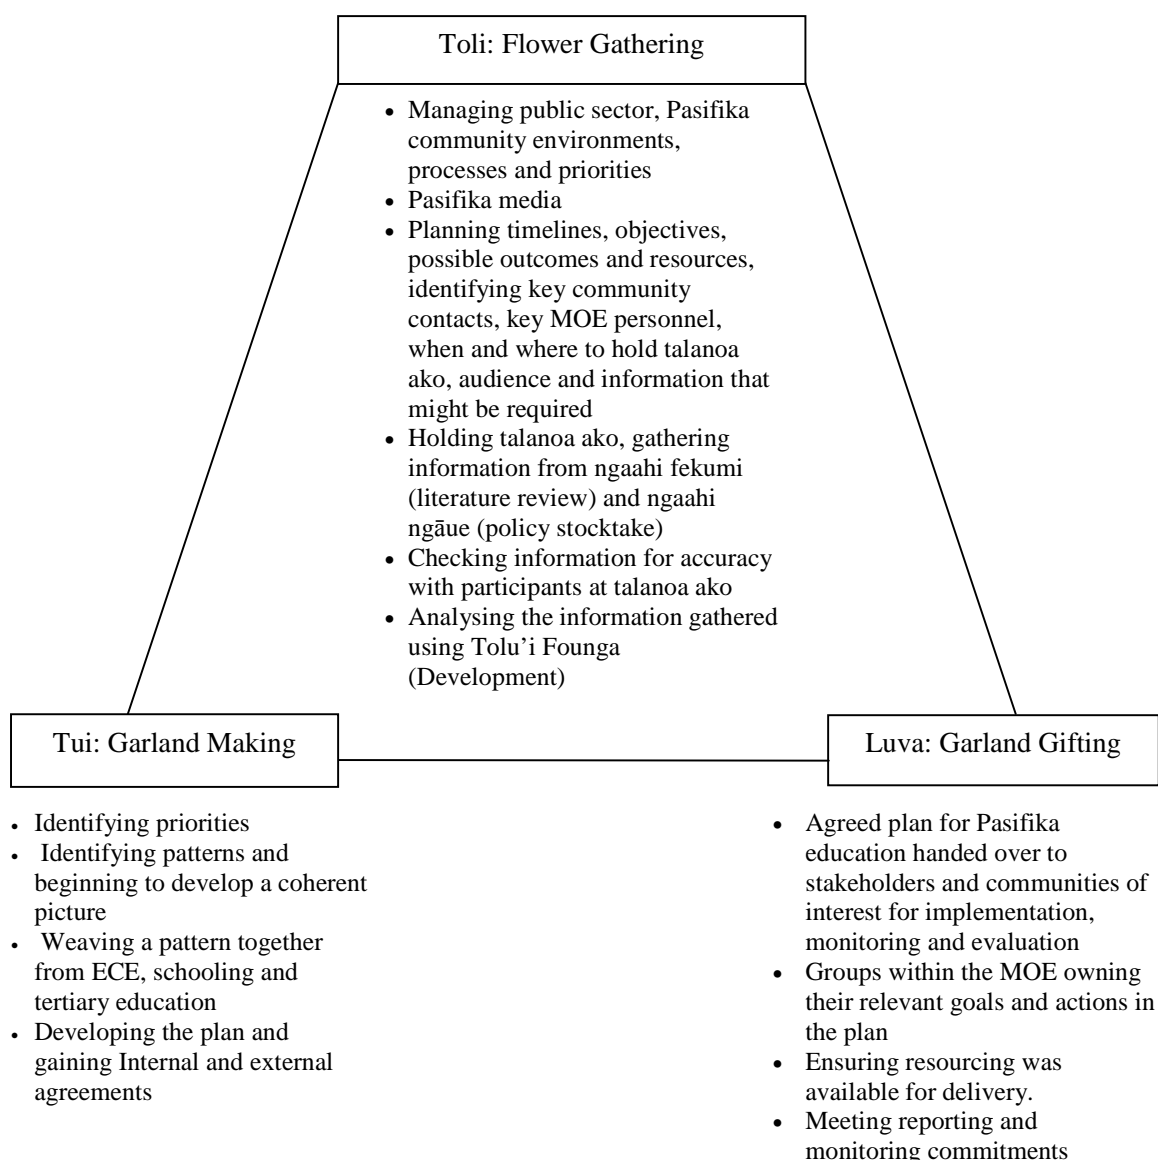 Toli: Flower Gathering
• Managing public sector, Pasifika
community environments,
processes and priorities
• Pasifika media
• Planning timelines, objectives,
possible outcomes and resources,
identifying key community
contacts, key MOE personnel,
when and where to hold talanoa
ako, audience and information that
might be required
• Holding talanoa ako, gathering
information from ngaahi fekumi
(literature review) and ngaahi
ngāue (policy stocktake)
• Checking information for accuracy
with participants at talanoa ako
• Analysing the information gathered
using Tolu’i Founga
(Development)
Tui: Garland Making
• Identifying priorities
• Identifying patterns and
beginning to develop a coherent
picture
• Weaving a pattern together
from ECE, schooling and
tertiary education
• Developing the plan and
gaining Internal and external
agreements
Luva: Garland Gifting
• Agreed plan for Pasifika
education handed over to
stakeholders and communities of
interest for implementation,
monitoring and evaluation
• Groups within the MOE owning
their relevant goals and actions in
the plan
• Ensuring resourcing was
available for delivery.
• Meeting reporting and
monitoring commitments